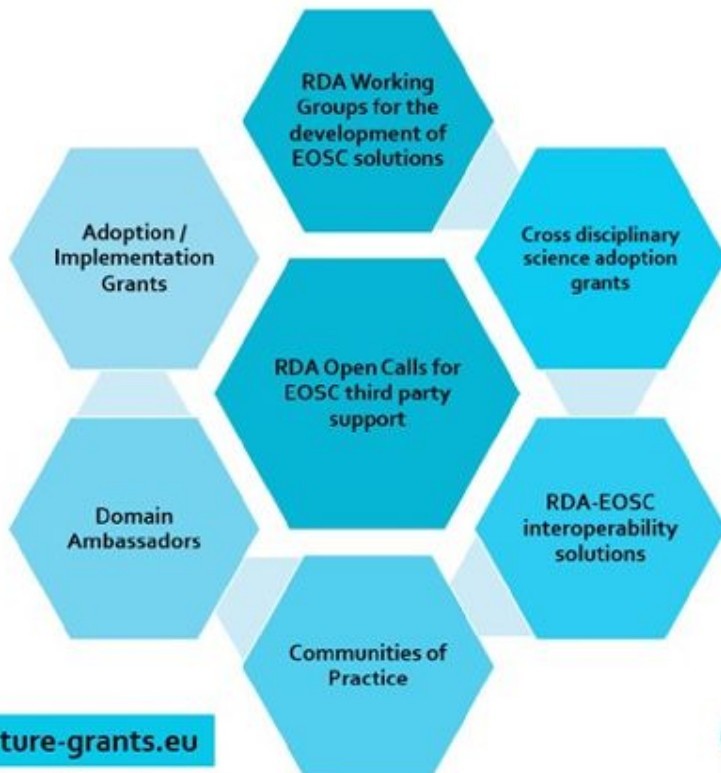 RDA Working
Groups for the
development of
EOSC solutions
Adoption /
Implementation
Grants
Cross disciplinary
science adoption
grants
RDA Open Calls for
EOSC third party
support
Domain
Ambassadors
RDA-EOSC
interoperability
solutions
Communities of
Practice
ture-grants.eu